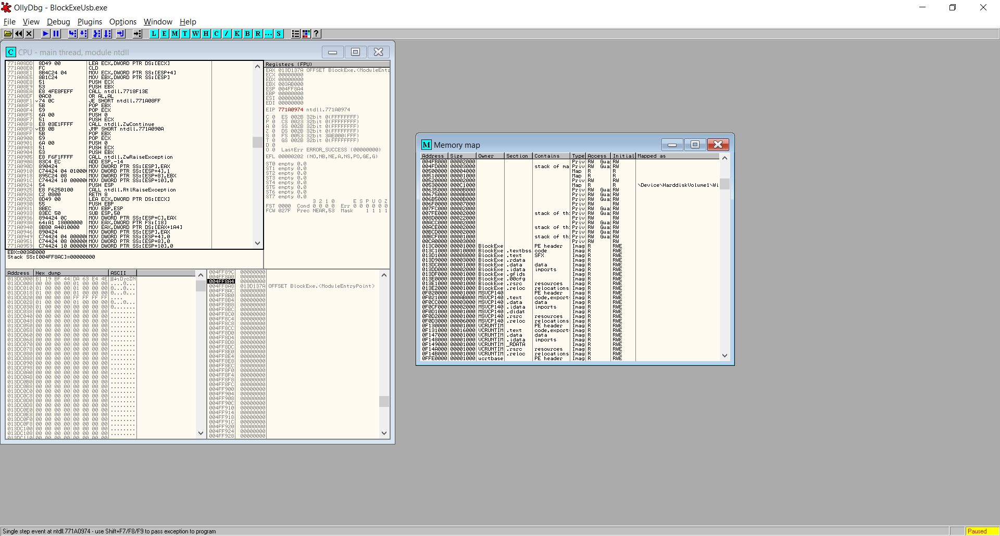 OllyDbg - BlockExeUsb.exe
File View Debug Plugins Options Window Help
L E M T W H C / K B R ... S ?
C CPU - main thread, module ntdll
771A08DD 8D49 00 LEA ECX,DWORD PTR DS:[ECX]
771A08E0 FC CLD
771A08E1 8B4C24 04 MOV ECX,DWORD PTR SS:[ESP+4]
771A08E5 8B1C24 MOV EBX,DWORD PTR SS:[ESP]
771A08E8 51 PUSH ECX
771A08E9 53 PUSH EBX
771A08EA E8 4FE8FEFF CALL ntdll.7718F13E
771A08EF 0AC0 OR AL,AL
771A08F1 74 0C JE SHORT ntdll.771A08FF
771A08F3 5B POP EBX
771A08F4 59 POP ECX
771A08F5 6A 00 PUSH 0
771A08F7 51 PUSH ECX
771A08F8 E8 03E1FFFF CALL ntdll.ZwContinue
771A08FD EB 0B JMP SHORT ntdll.771A090A
771A08FF 5B POP EBX
771A0900 59 POP ECX
771A0901 6A 00 PUSH 0
771A0903 51 PUSH ECX
771A0904 53 PUSH EBX
771A0905 E8 F6F1FFFF CALL ntdll.ZwRaiseException
771A090A 83C4 EC ADD ESP,-14
771A090D 890424 MOV DWORD PTR SS:[ESP],EAX
771A0910 C74424 04 010000 MOV DWORD PTR SS:[ESP+4],1
771A0918 895C24 08 MOV DWORD PTR SS:[ESP+8],EBX
771A091C C74424 10 000000 MOV DWORD PTR SS:[ESP+10],0
771A0924 54 PUSH ESP
771A0925 E8 F6250100 CALL ntdll.RtlRaiseException
771A092A C2 0800 RETN 8
771A092D 8D49 00 LEA ECX,DWORD PTR DS:[ECX]
771A0930 55 PUSH EBP
771A0931 8BEC MOV EBP,ESP
771A0933 83EC 50 SUB ESP,50
771A0936 894424 0C MOV DWORD PTR SS:[ESP+C],EAX
771A093A 64:A1 18000000 MOV EAX,DWORD PTR FS:[18]
771A0940 8B80 A4010000 MOV EAX,DWORD PTR DS:[EAX+1A4]
771A0946 890424 MOV DWORD PTR SS:[ESP],EAX
771A0949 C74424 04 000000 MOV DWORD PTR SS:[ESP+4],0
771A0951 C74424 08 000000 MOV DWORD PTR SS:[ESP+8],0
771A0959 C74424 10 000000 MOV DWORD PTR SS:[ESP+10],0
EBX=003AB000
Stack SS:[004FF8AC]=00000000
Registers (FPU)
EAX 013D137A OFFSET BlockExe.<ModuleEntr
ECX 00000000
EDX 00000000
EBX 003AB000
ESP 004FF8A4
EBP 00000000
ESI 00000000
EDI 00000000
EIP 771A0974 ntdll.771A0974
C 0 ES 002B 32bit 0(FFFFFFFF)
P 0 CS 0023 32bit 0(FFFFFFFF)
A 0 SS 002B 32bit 0(FFFFFFFF)
Z 0 DS 002B 32bit 0(FFFFFFFF)
S 0 FS 0053 32bit 3AE000(FFF)
T 0 GS 002B 32bit 0(FFFFFFFF)
D 0
O 0 LastErr ERROR_SUCCESS (00000000)
EFL 00000202 (NO,NB,NE,A,NS,PO,GE,G)
ST0 empty 0.0
ST1 empty 0.0
ST2 empty 0.0
ST3 empty 0.0
ST4 empty 0.0
ST5 empty 0.0
ST6 empty 0.0
ST7 empty 0.0
3 2 1 0 E S P U O Z
FST 0000 Cond 0 0 0 0 Err 0 0 0 0 0 0
FCW 027F Prec NEAR,53 Mask 1 1 1 1
Address Hex dump ASCII
013DC000 B1 19 BF 44 DA 63 E4 4E
013DC008 00 00 00 00 01 00 00 00
013DC010 01 00 00 00 01 00 00 00
013DC018 01 00 00 00 01 00 00 00
013DC020 00 00 00 00 FF FF FF FF
013DC028 01 00 00 00 01 00 00 00
013DC030 01 00 00 00 00 00 00 00
013DC038 00 00 00 00 00 00 00 00
013DC040 00 00 00 00 00 00 00 00
013DC048 00 00 00 00 00 00 00 00
013DC050 00 00 00 00 00 00 00 00
013DC058 00 00 00 00 00 00 00 00
013DC060 00 00 00 00 00 00 00 00
013DC068 00 00 00 00 00 00 00 00
013DC070 00 00 00 00 00 00 00 00
013DC078 00 00 00 00 00 00 00 00
013DC080 00 00 00 00 00 00 00 00
013DC088 00 00 00 00 00 00 00 00
013DC090 00 00 00 00 00 00 00 00
013DC098 00 00 00 00 00 00 00 00
013DC0A0 00 00 00 00 00 00 00 00
013DC0A8 00 00 00 00 00 00 00 00
013DC0B0 00 00 00 00 00 00 00 00
013DC0B8 00 00 00 00 00 00 00 00
013DC0C0 00 00 00 00 00 00 00 00
013DC0C8 00 00 00 00 00 00 00 00
013DC0D0 00 00 00 00 00 00 00 00
013DC0D8 00 00 00 00 00 00 00 00
013DC0E0 00 00 00 00 00 00 00 00
013DC0E8 00 00 00 00 00 00 00 00
013DC0F0 00 00 00 00 00 00 00 00
013DC0F8 00 00 00 00 00 00 00 00
013DC100 00 00 00 00 00 00 00 00
013DC108 00 00 00 00 00 00 00 00
013DC110 00 00 00 00 00 00 00 00
004FF89C 00000000
004FF8A0 00000000
004FF8A4 00000000
004FF8A8 013D137A OFFSET BlockExe.<ModuleEntryPoint>
004FF8AC 00000000
004FF8B0 00000000
004FF8B4 00000000
004FF8B8 00000000
004FF8BC 00000000
004FF8C0 00000000
004FF8C4 00000000
004FF8C8 00000000
004FF8CC 00000000
004FF8D0 00000000
004FF8D4 00000000
004FF8D8 00000000
004FF8DC 00000000
004FF8E0 00000000
004FF8E4 00000000
004FF8E8 00000000
004FF8EC 00000000
004FF8F0 00000000
004FF8F4 00000000
004FF8F8 00000000
004FF8FC 00000000
004FF900 00000000
004FF904 00000000
004FF908 00000000
004FF90C 00000000
004FF910 00000000
004FF914 00000000
004FF918 00000000
004FF91C 00000000
004FF920 00000000
004FF924 00000000
004FF928 00000000
M Memory map
Address Size Owner Section Contains Type Access Initial Mapped as
004FB000 00002000 Priv RW Gua RW
004FD000 00003000 stack of ma Priv RW Gua RW
00500000 00004000 Map R R
00510000 00001000 Map R R
00520000 00002000 Priv RW RW
00530000 000C1000 Map R R \Device\HarddiskVolume1\Wi
00635000 0000B000 Priv RW Gua RW
00675000 0000B000 Priv RW Gua RW
006B5000 0000B000 Priv RW Gua RW
006F0000 00007000 Priv RW RW
007FC000 00002000 Priv RW Gua RW
007FE000 00002000 stack of th Priv RW Gua RW
008D0000 00022000 Priv RW RW
00ACC000 00002000 Priv RW Gua RW
00ACE000 00002000 stack of th Priv RW Gua RW
00BCD000 00002000 Priv RW Gua RW
00BCF000 00001000 stack of th Priv RW Gua RW
00CA0000 00003000 Priv RW RW
013C0000 00001000 BlockExe PE header Imag R RWE
013C1000 00010000 BlockExe .textbss code Imag R RWE
013D1000 00008000 BlockExe .text SFX Imag R RWE
013D9000 00003000 BlockExe .rdata Imag R RWE
013DC000 00001000 BlockExe .data data Imag R RWE
013DD000 00002000 BlockExe .idata imports Imag R RWE
013DF000 00001000 BlockExe .gfids Imag R RWE
013E0000 00001000 BlockExe .00cfg Imag R RWE
013E1000 00001000 BlockExe .rsrc resources Imag R RWE
013E2000 00001000 BlockExe .reloc relocations Imag R RWE
0F020000 00001000 MSVCP140 PE header Imag R RWE
0F021000 000AB000 MSVCP140 .text code,export Imag R RWE
0F0CC000 00003000 MSVCP140 .data data Imag R RWE
0F0CF000 00002000 MSVCP140 .idata imports Imag R RWE
0F0D1000 00001000 MSVCP140 .didat Imag R RWE
0F0D2000 00001000 MSVCP140 .rsrc resources Imag R RWE
0F0D3000 00006000 MSVCP140 .reloc relocations Imag R RWE
0F130000 00001000 VCRUNTIM PE header Imag R RWE
0F131000 00016000 VCRUNTIM .text code,export Imag R RWE
0F147000 00001000 VCRUNTIM .data data Imag R RWE
0F148000 00001000 VCRUNTIM .idata imports Imag R RWE
0F149000 00001000 VCRUNTIM _RDATA Imag R RWE
0F14A000 00001000 VCRUNTIM .rsrc resources Imag R RWE
0F14B000 00001000 VCRUNTIM .reloc relocations Imag R RWE
0FFE0000 00001000 ucrtbase PE header Imag R RWE
Single step event at ntdll.771A0974 - use Shift+F7/F8/F9 to pass exception to program
Paused